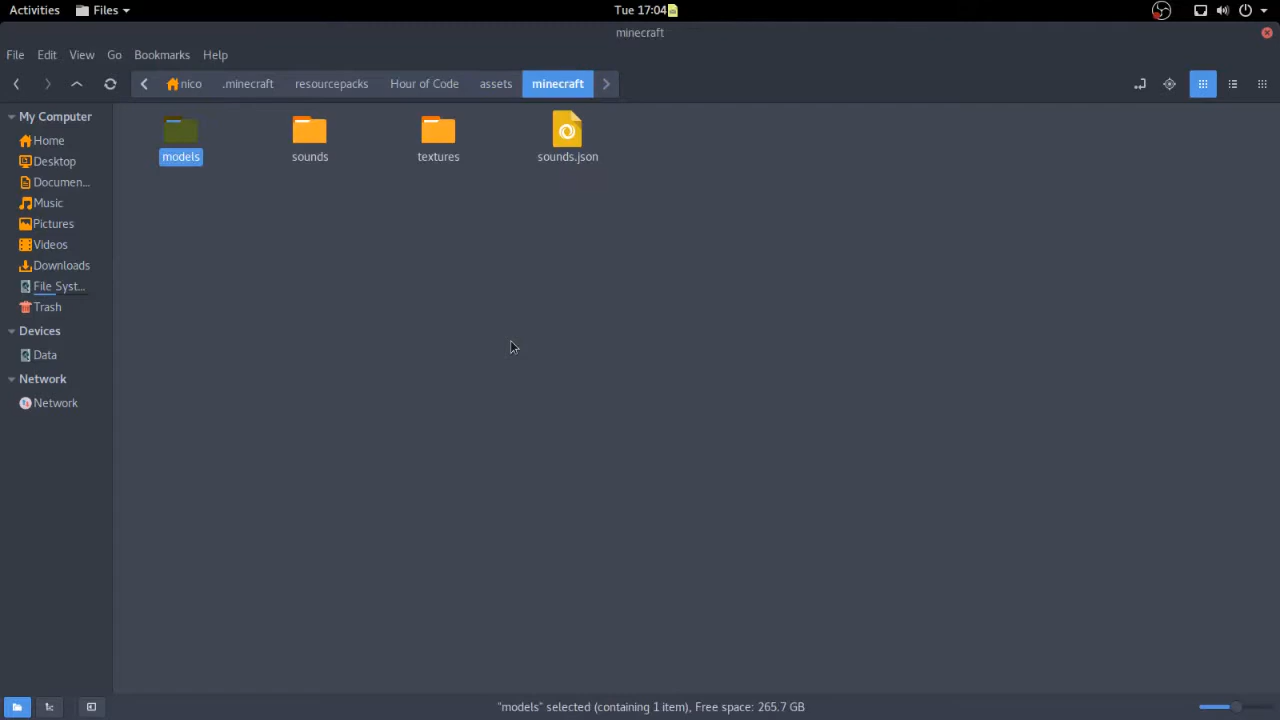 Activities Files Tue 17:04
minecraft
File Edit View Go Bookmarks Help
nico .minecraft resourcepacks Hour of Code assets minecraft
My Computer
Home
Desktop
Documen...
Music
Pictures
Videos
Downloads
File Syst...
Trash
Devices
Data
Network
Network
models sounds textures sounds.json
"models" selected (containing 1 item), Free space: 265.7 GB